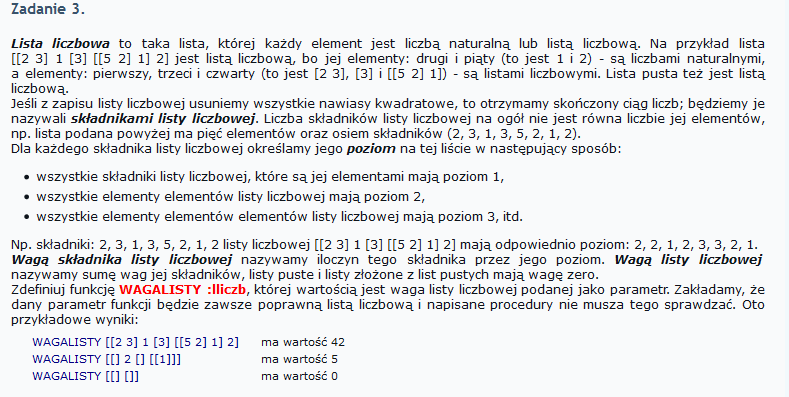 Zadanie 3.
Lista liczbowa to taka lista, której każdy element jest liczbą naturalną lub listą liczbową. Na przykład lista
[[2 3] 1 [3] [[5 2] 1] 2] jest listą liczbową, bo jej elementy: drugi i piąty (to jest 1 i 2) - są liczbami naturalnymi,
a elementy: pierwszy, trzeci i czwarty (to jest [2 3], [3] i [[5 2] 1]) - są listami liczbowymi. Lista pusta też jest listą
liczbową.
Jeśli z zapisu listy liczbowej usuniemy wszystkie nawiasy kwadratowe, to otrzymamy skończony ciąg liczb; będziemy je
nazywali składnikami listy liczbowej. Liczba składników listy liczbowej na ogół nie jest równa liczbie jej elementów,
np. lista podana powyżej ma pięć elementów oraz osiem składników (2, 3, 1, 3, 5, 2, 1, 2).
Dla każdego składnika listy liczbowej określamy jego poziom na tej liście w następujący sposób:
• wszystkie składniki listy liczbowej, które są jej elementami mają poziom 1,
• wszystkie elementy elementów listy liczbowej mają poziom 2,
• wszystkie elementy elementów elementów listy liczbowej mają poziom 3, itd.
Np. składniki: 2, 3, 1, 3, 5, 2, 1, 2 listy liczbowej [[2 3] 1 [3] [[5 2] 1] 2] mają odpowiednio poziom: 2, 2, 1, 2, 3, 3, 2, 1.
Wagą składnika listy liczbowej nazywamy iloczyn tego składnika przez jego poziom. Wagą listy liczbowej
nazywamy sumę wag jej składników, listy puste i listy złożone z list pustych mają wagę zero.
Zdefiniuj funkcję WAGALISTY :lliczb, której wartością jest waga listy liczbowej podanej jako parametr. Zakładamy, że
dany parametr funkcji będzie zawsze poprawną listą liczbową i napisane procedury nie musza tego sprawdzać. Oto
przykładowe wyniki:
WAGALISTY [[2 3] 1 [3] [[5 2] 1] 2] ma wartość 42
WAGALISTY [[] 2 [] [[1]]] ma wartość 5
WAGALISTY [[] []] ma wartość 0